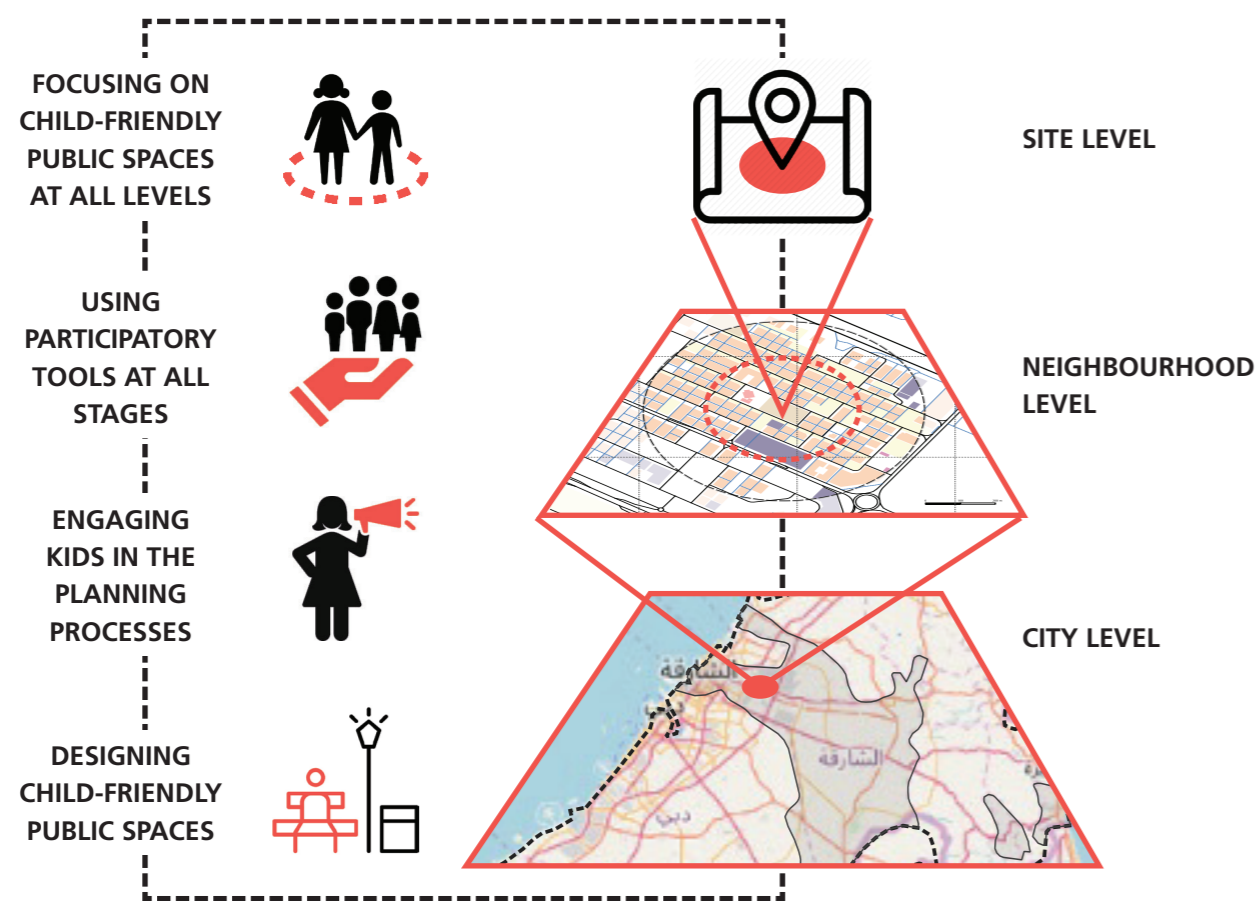 FOCUSING ON
CHILD-FRIENDLY
PUBLIC SPACES
AT ALL LEVELS
USING
PARTICIPATORY
TOOLS AT ALL
STAGES
ENGAGING
KIDS IN THE
PLANNING
PROCESSES
DESIGNING
CHILD-FRIENDLY
PUBLIC SPACES
SITE LEVEL
NEIGHBOURHOOD
LEVEL
CITY LEVEL
الشارقة
دبي
الشارقة
دبي